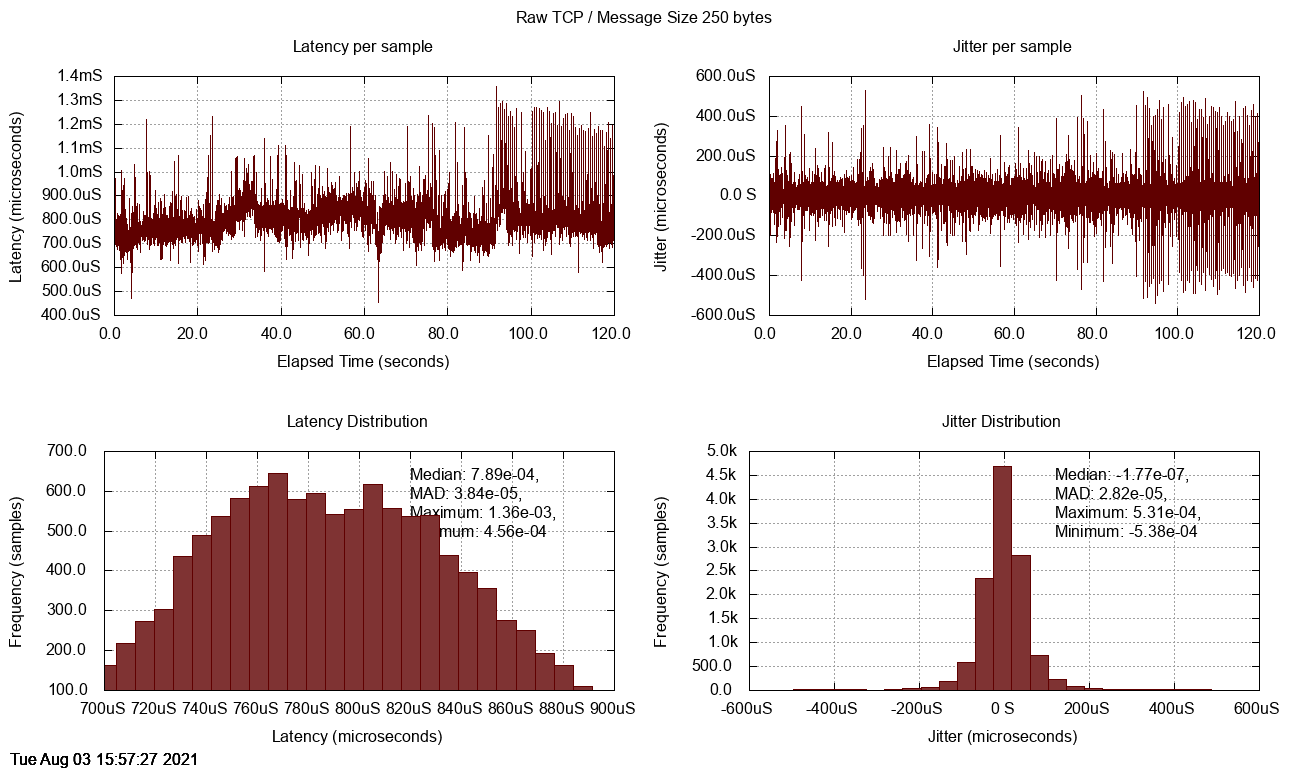 Raw TCP / Message Size 250 bytes
Latency per sample
Latency (microseconds)
1.4mS
1.3mS
1.2mS
1.1mS
1.0mS
900.0uS
800.0uS
700.0uS
600.0uS
500.0uS
400.0uS
0.0 20.0 40.0 60.0 80.0 100.0 120.0
Elapsed Time (seconds)
Jitter per sample
Jitter (microseconds)
600.0uS
400.0uS
200.0uS
0.0 S
-200.0uS
-400.0uS
-600.0uS
0.0 20.0 40.0 60.0 80.0 100.0 120.0
Elapsed Time (seconds)
Latency Distribution
Frequency (samples)
700.0
600.0
500.0
400.0
300.0
200.0
100.0
Median: 7.89e-04,
MAD: 3.84e-05,
Maximum: 1.36e-03,
mum: 4.56e-04
700uS 720uS 740uS 760uS 780uS 800uS 820uS 840uS 860uS 880uS 900uS
Latency (microseconds)
Jitter Distribution
Frequency (samples)
5.0k
4.5k
4.0k
3.5k
3.0k
2.5k
2.0k
1.5k
1.0k
500.0
0.0
Median: -1.77e-07,
MAD: 2.82e-05,
Maximum: 5.31e-04,
Minimum: -5.38e-04
-600uS -400uS -200uS 0 S 200uS 400uS 600uS
Jitter (microseconds)
Tue Aug 03 15:57:27 2021